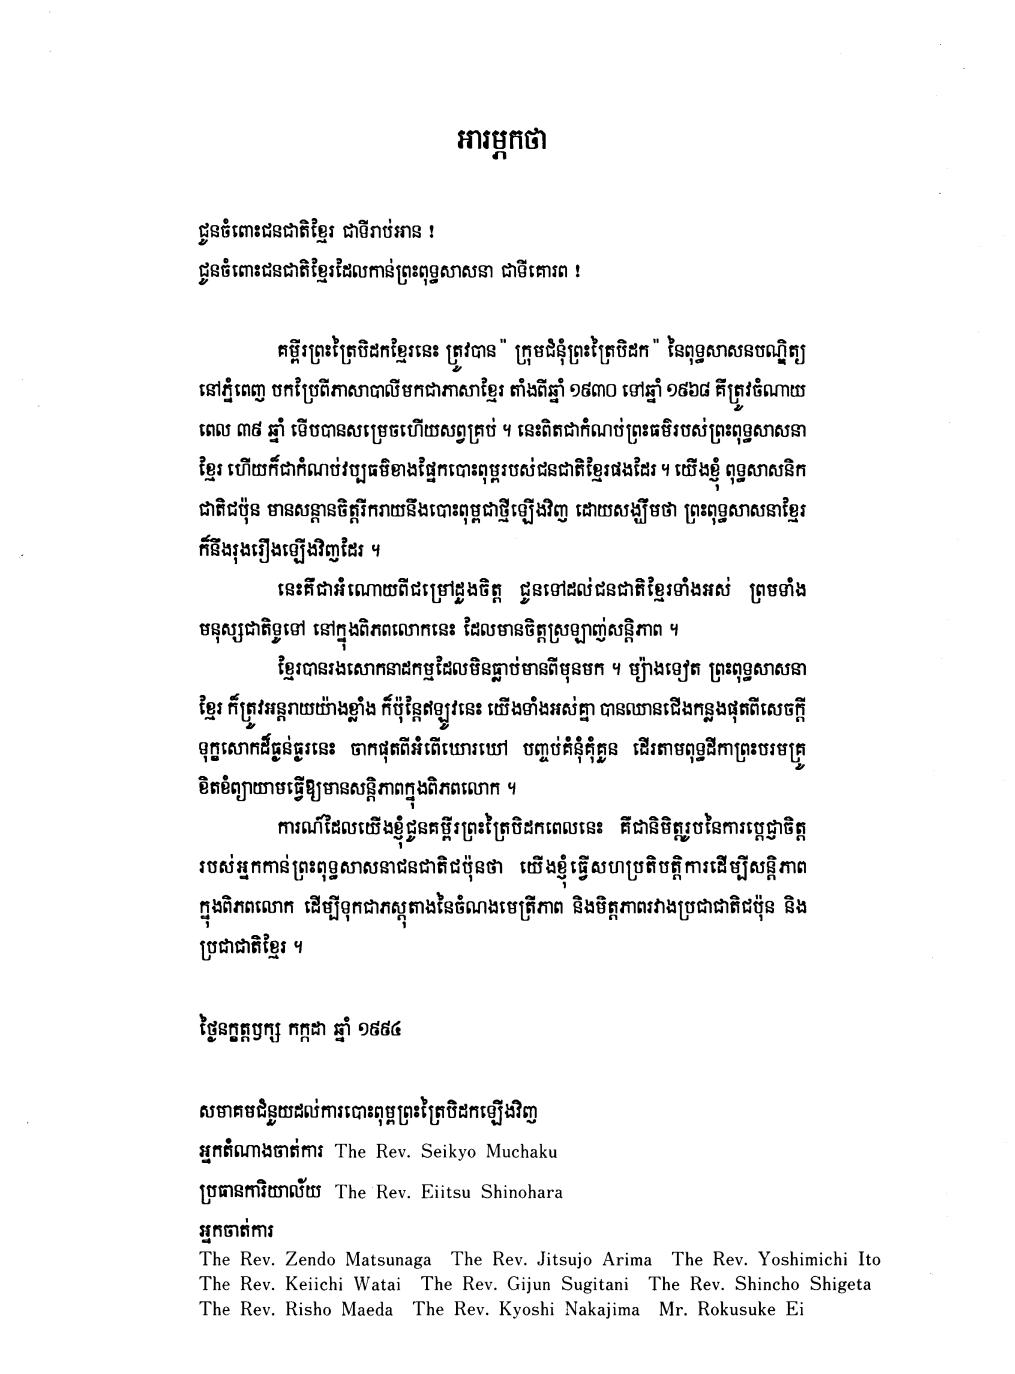 អារម្ភកថា
ជូនចំពោះជនជាតិខ្មែរ ជាទីរាប់អាន !
ជូនចំពោះជនជាតិខ្មែរដែលកាន់ព្រះពុទ្ធសាសនា ជាទីគោរព !
គម្ពីរព្រះត្រៃបិដកខ្មែរនេះ ត្រូវបាន " ក្រុមជំនុំព្រះត្រៃបិដក " នៃពុទ្ធសាសនបណ្ឌិត្យ
នៅភ្នំពេញ បកប្រែពីភាសាបាលីមកជាភាសាខ្មែរ តាំងពីឆ្នាំ ១៩៣០ ទៅឆ្នាំ ១៩៦៨ គឺត្រូវចំណាយ
ពេល ៣៩ ឆ្នាំ ទើបបានសម្រេចហើយសព្វគ្រប់ ។ នេះពិតជាកំណប់ព្រះធម៌របស់ព្រះពុទ្ធសាសនា
ខ្មែរ ហើយក៏ជាកំណប់វប្បធម៌ខាងផ្នែកបោះពុម្ពរបស់ជនជាតិខ្មែរផងដែរ ។ យើងខ្ញុំ ពុទ្ធសាសនិក
ជាតិជប៉ុន មានសន្តានចិត្តរីករាយនឹងបោះពុម្ពជាថ្មីឡើងវិញ ដោយសង្ឃឹមថា ព្រះពុទ្ធសាសនាខ្មែរ
ក៏នឹងរុងរឿងឡើងវិញដែរ ។
នេះគឺជាអំណោយពីជម្រៅដួងចិត្ត ជូនទៅដល់ជនជាតិខ្មែរទាំងអស់ ព្រមទាំង
មនុស្សជាតិទូទៅ នៅក្នុងពិភពលោកនេះ ដែលមានចិត្តស្រឡាញ់សន្តិភាព ។
ខ្មែរបានរងសោកនាដកម្មដែលមិនធ្លាប់មានពីមុនមក ។ ម្យ៉ាងទៀត ព្រះពុទ្ធសាសនា
ខ្មែរ ក៏ត្រូវអន្តរាយយ៉ាងខ្លាំង ក៏ប៉ុន្តែឥឡូវនេះ យើងទាំងអស់គ្នា បានឈានជើងកន្លងផុតពីសេចក្តី
ទុក្ខសោកដ៏ធ្ងន់ធ្ងរនេះ ចាកផុតពីអំពើឃោរឃៅ បញ្ចប់គំនុំគុំគួន ដើរតាមពុទ្ធដីកាព្រះបរមគ្រូ
ខិតខំព្យាយាមធ្វើឱ្យមានសន្តិភាពក្នុងពិភពលោក ។
ការណ៍ដែលយើងខ្ញុំជូនគម្ពីរព្រះត្រៃបិដកពេលនេះ គឺជានិមិត្តរូបនៃការប្តេជ្ញាចិត្ត
របស់អ្នកកាន់ព្រះពុទ្ធសាសនាជនជាតិជប៉ុនថា យើងខ្ញុំធ្វើសហប្រតិបត្តិការដើម្បីសន្តិភាព
ក្នុងពិភពលោក ដើម្បីទុកជាភស្តុតាងនៃចំណងមេត្រីភាព និងមិត្តភាពរវាងប្រជាជាតិជប៉ុន និង
ប្រជាជាតិខ្មែរ ។
ថ្ងៃនក្ខត្តឫក្ស កក្កដា ឆ្នាំ ១៩៩៤
សមាគមជំនួយដល់ការបោះពុម្ពព្រះត្រៃបិដកឡើងវិញ
អ្នកតំណាងចាត់ការ The Rev. Seikyo Muchaku
ប្រធានការិយាល័យ The Rev. Eiitsu Shinohara
អ្នកចាត់ការ
The Rev. Zendo Matsunaga The Rev. Jitsujo Arima The Rev. Yoshimichi Ito
The Rev. Keiichi Watai The Rev. Gijun Sugitani The Rev. Shincho Shigeta
The Rev. Risho Maeda The Rev. Kyoshi Nakajima Mr. Rokusuke Ei